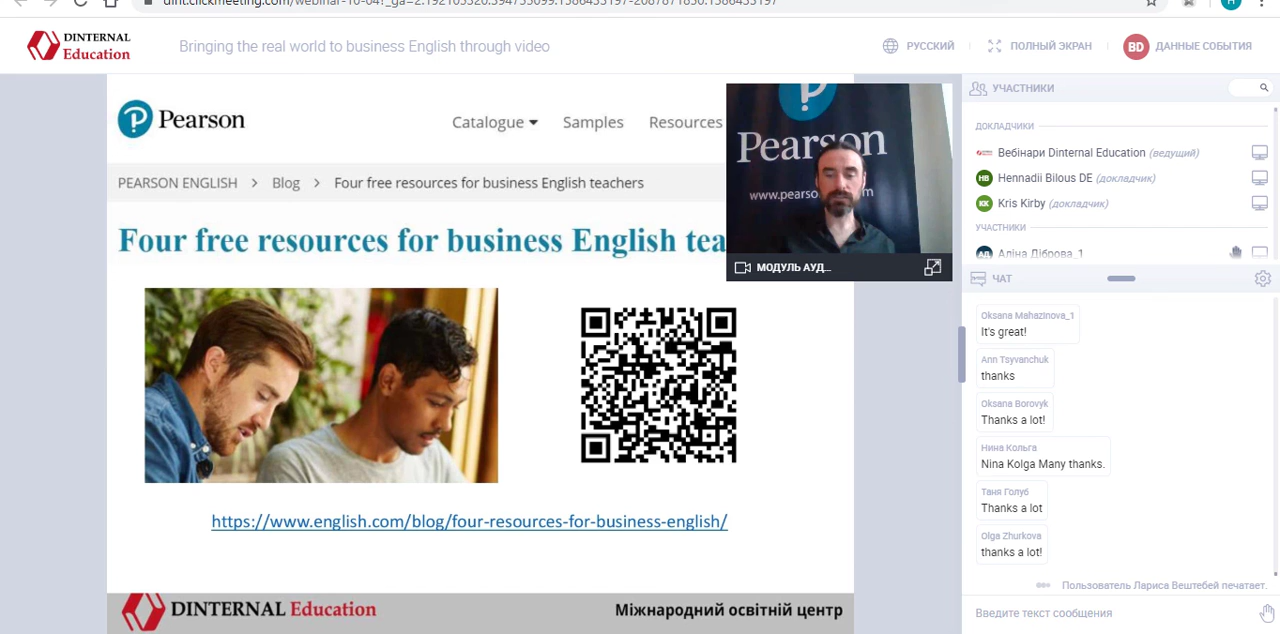 DINTERNAL
Education
Bringing the real world to business English through video
РУССКИЙ
ПОЛНЫЙ ЭКРАН
BD
ДАННЫЕ СОБЫТИЯ
Pearson
Catalogue
Samples
Resources
PEARSON ENGLISH > Blog > Four free resources for business English teachers
Four free resources for business English tea
Pearson
www.pearso
m
МОДУЛЬ АУД...
https://www.english.com/blog/four-resources-for-business-english/
DINTERNAL Education
Міжнародний освітній центр
УЧАСТНИКИ
ДОКЛАДЧИКИ
Вебінари Dinternal Education (ведущий)
HB Hennadii Bilous DE (докладчик)
KK Kris Kirby (докладчик)
УЧАСТНИКИ
АД Аліна Діброва_1
ЧАТ
Oksana Mahazinova_1
It's great!
Ann Tsyvanchuk
thanks
Oksana Borovyk
Thanks a lot!
Нина Кольга
Nina Kolga Many thanks.
Таня Голуб
Thanks a lot
Olga Zhurkova
thanks a lot!
Пользователь Лариса Вештебей печатает.
Введите текст сообщения